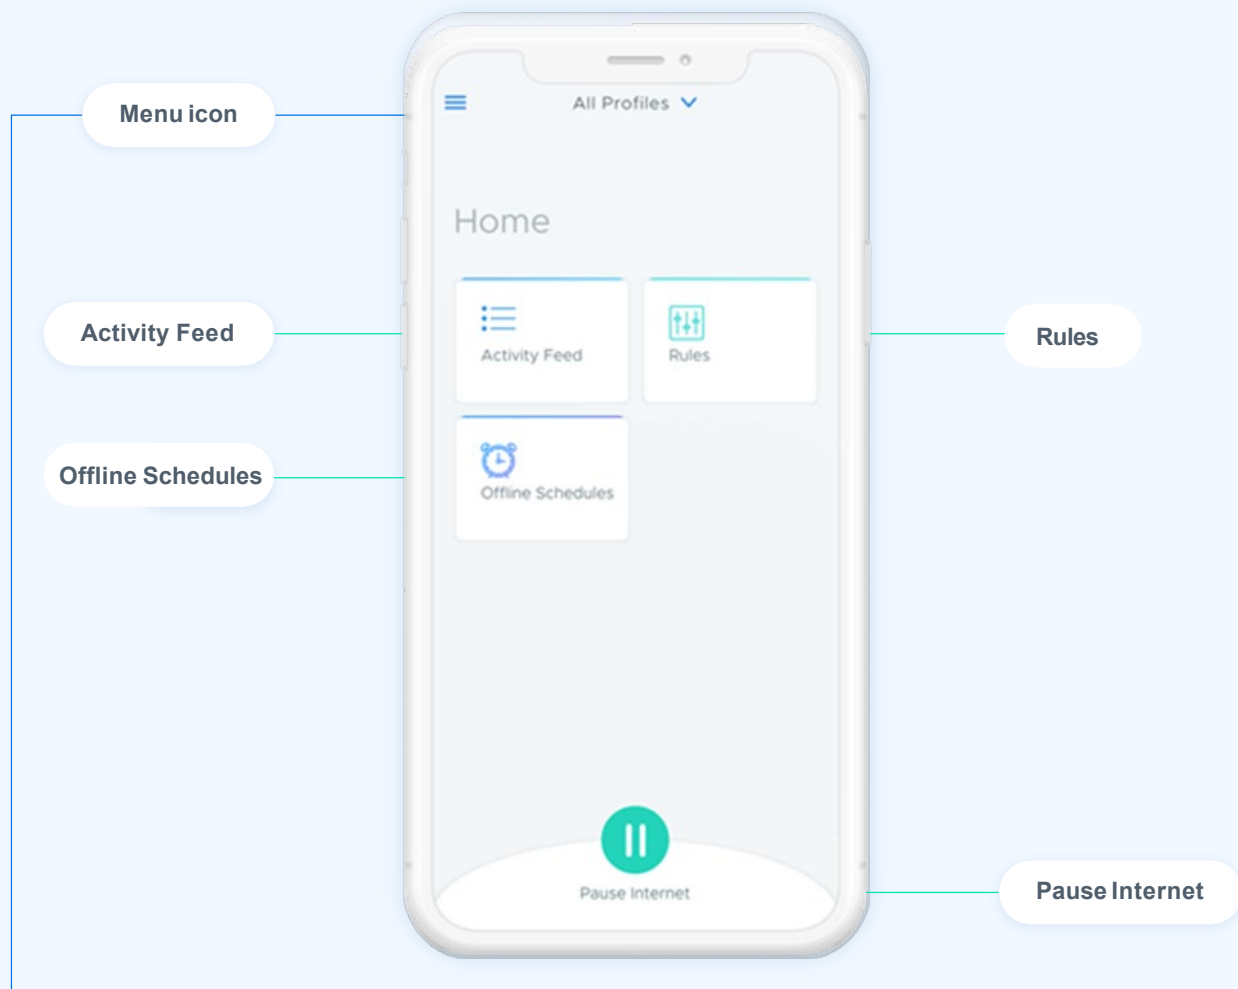 Menu icon
All Profiles
Home
Activity Feed
Activity Feed
Rules
Rules
Offline Schedules
Offline Schedules
Pause Internet
Pause Internet